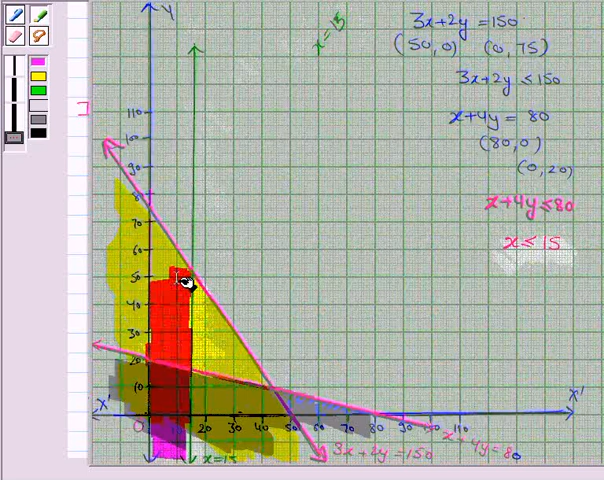 3x+2y=150
(50,0) (0,75)
3x+2y≤150
x+4y=80
(80,0)
(0,20)
x+4y≤80
x≤15
x=15
Y
110
100
90
80
70
60
50
40
30
20
10
X' O 20 30 40 50 60 70 80 90 100 110 X'
x=15
3x+2y=150
x+4y=80